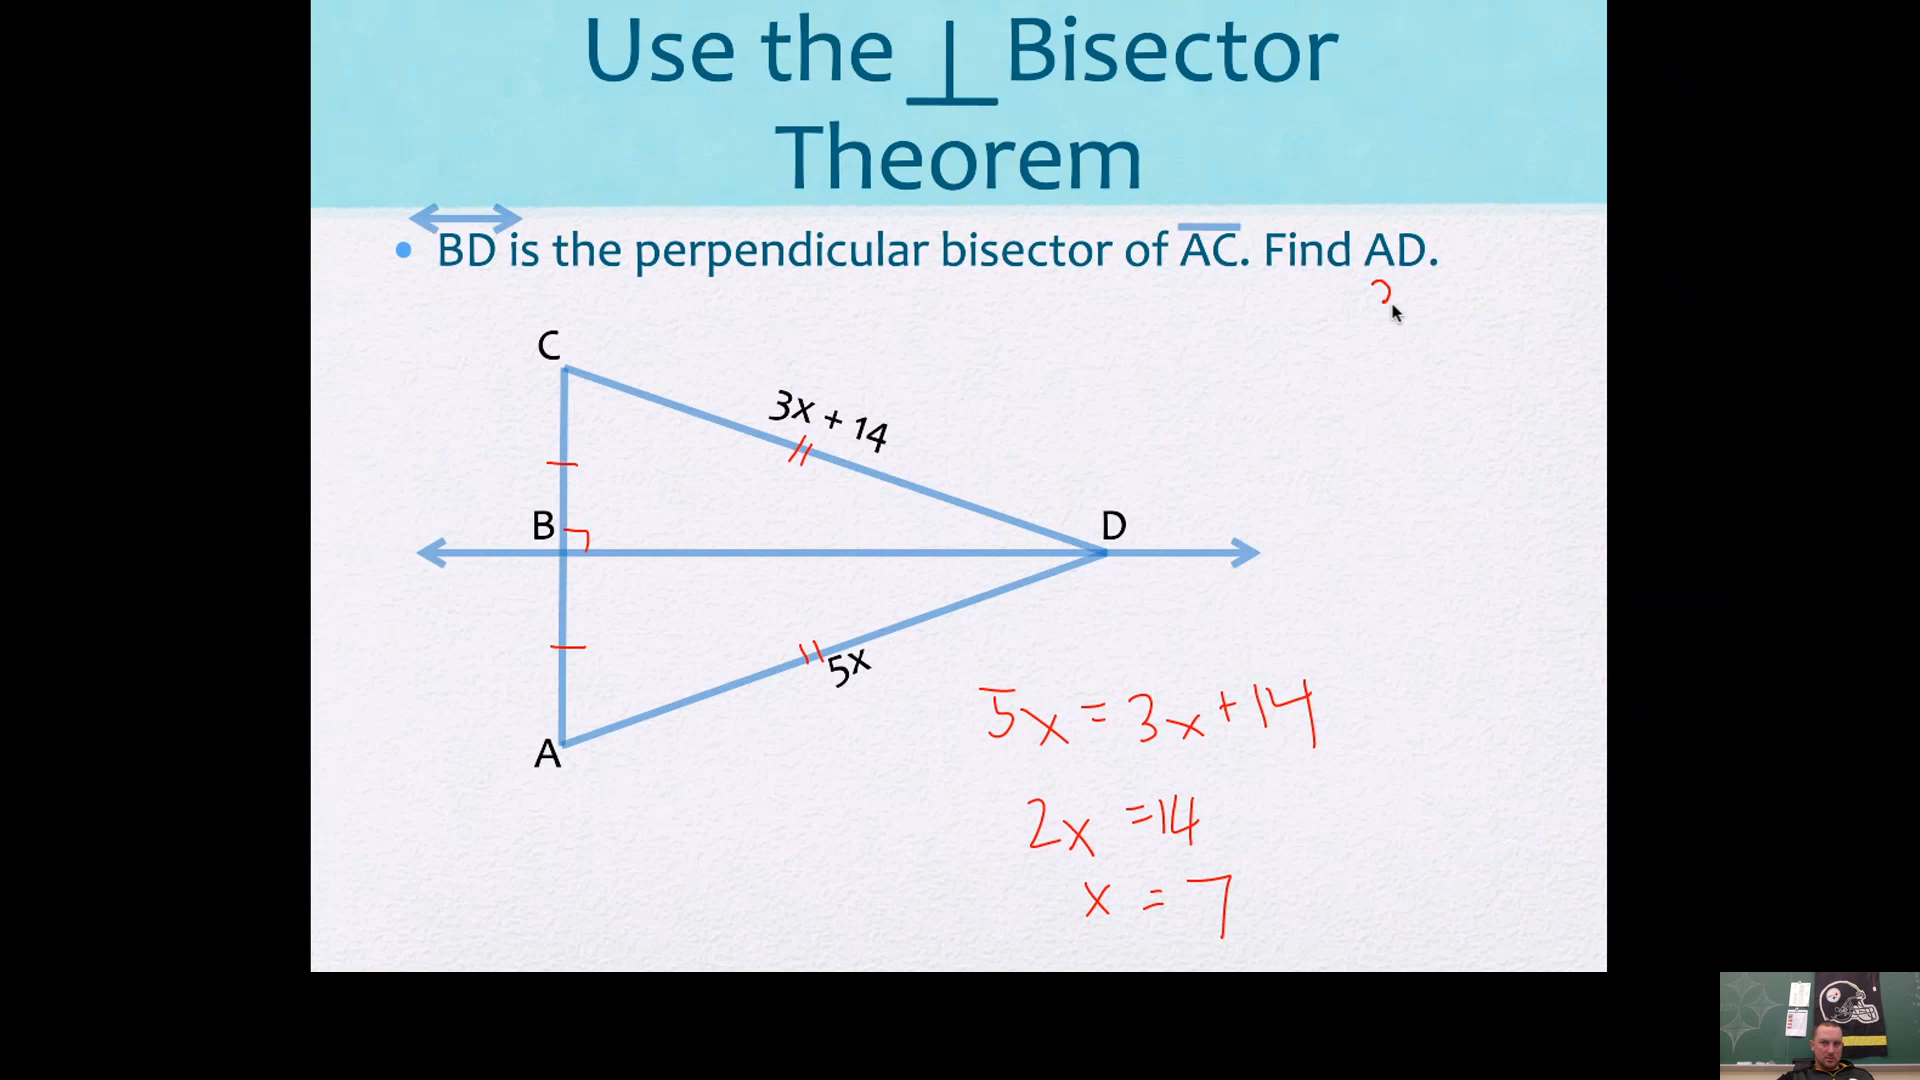 Use the ⊥ Bisector
Theorem
• BD is the perpendicular bisector of AC. Find AD.
C
3x + 14
B
D
5x
A
5x = 3x + 14
2x = 14
x = 7